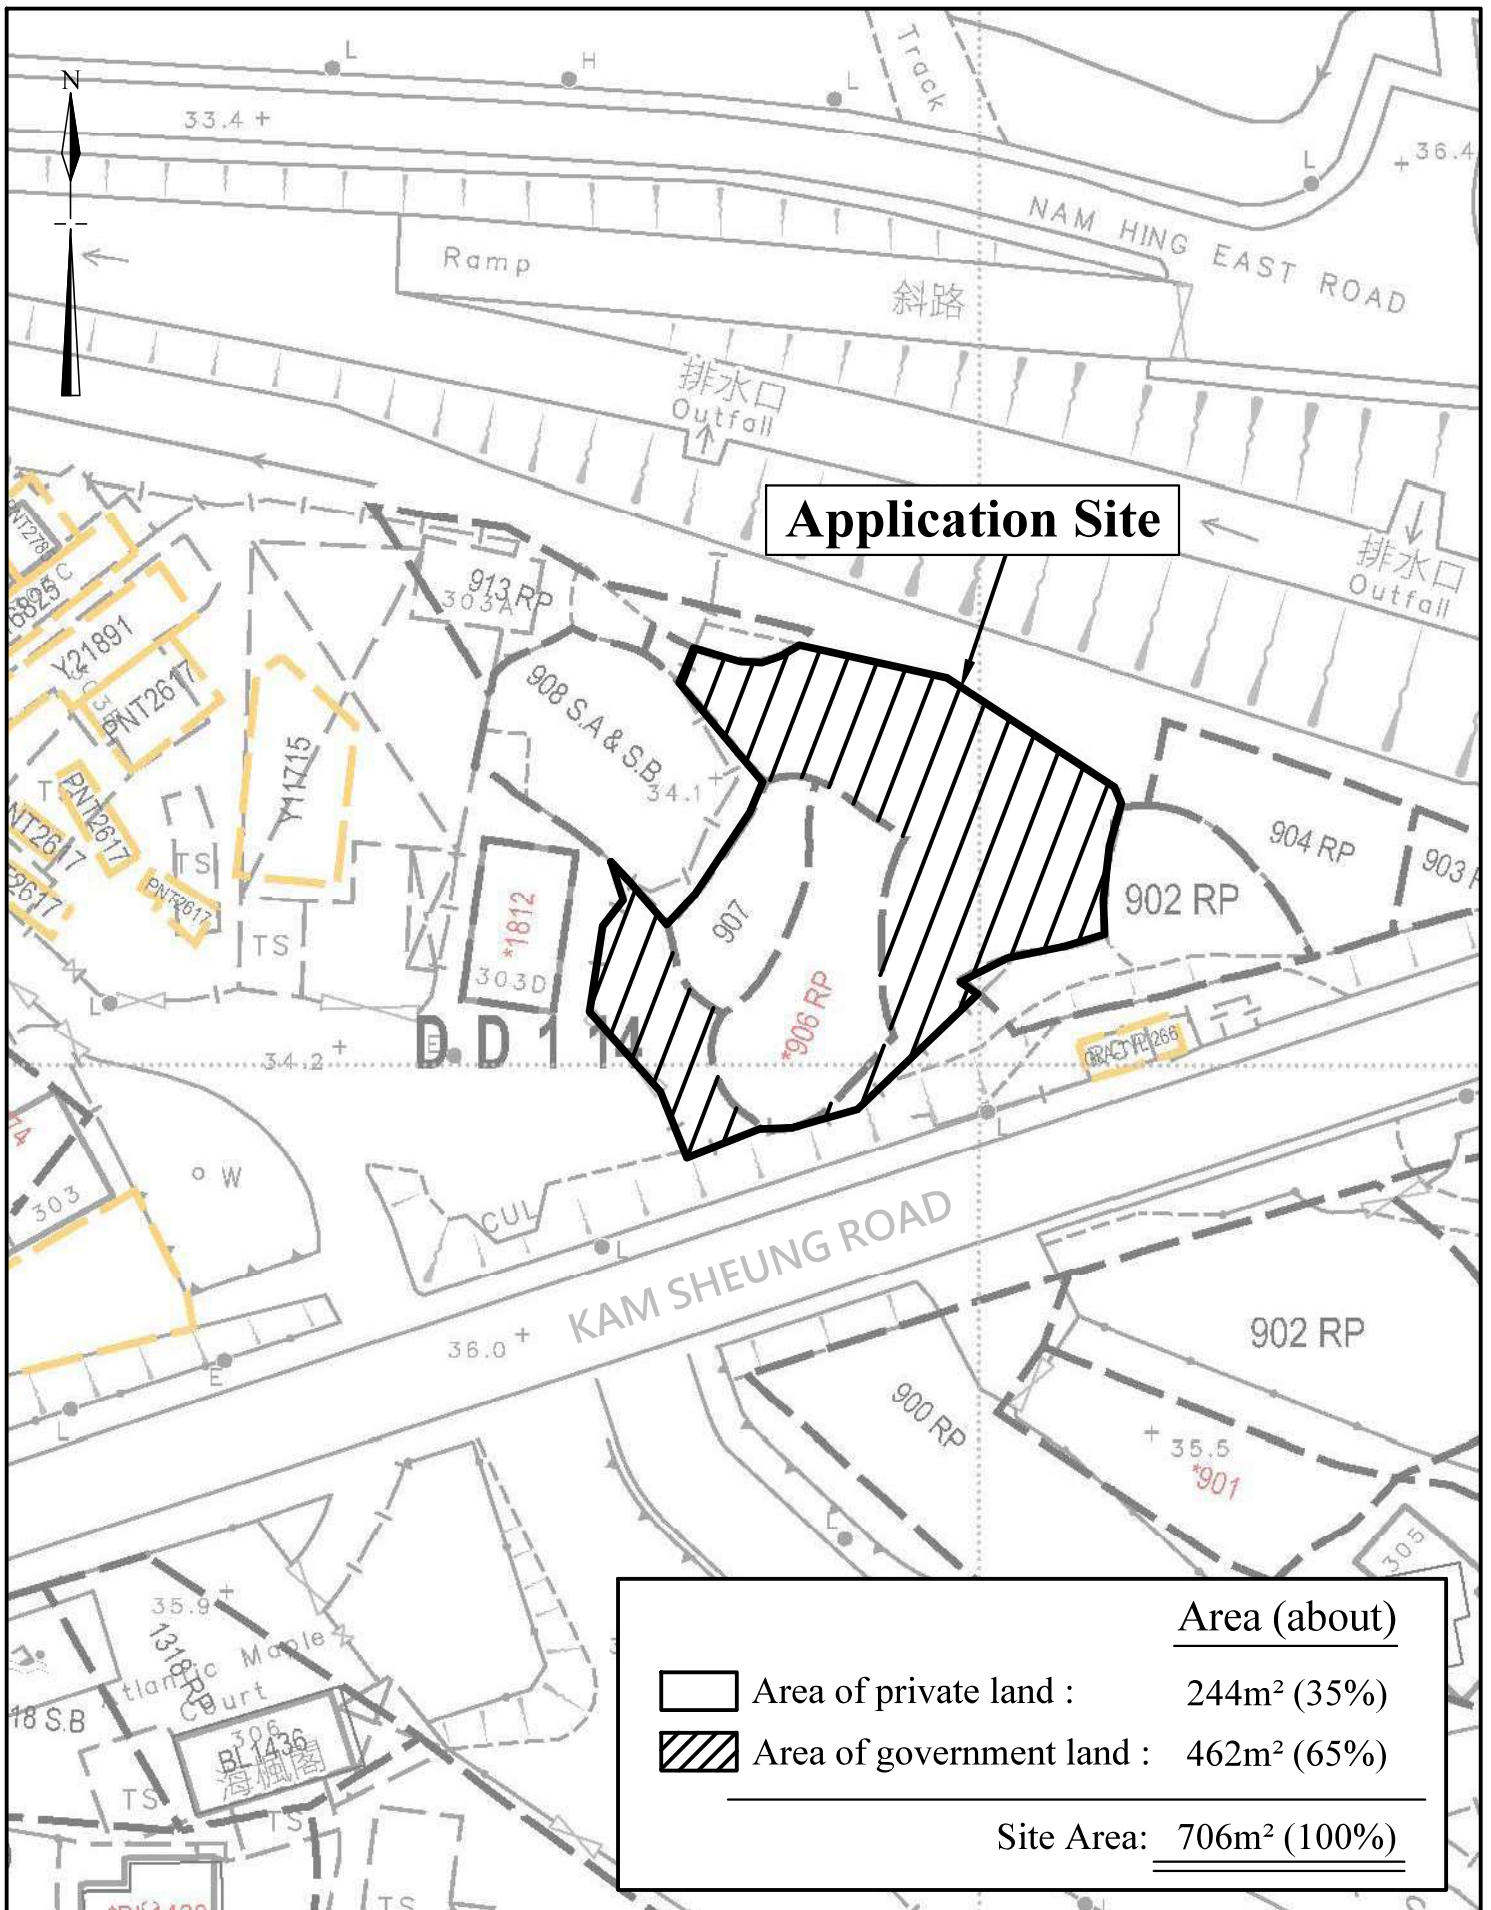 L
H
L
Track
N
33.4 +
L
+ 36.4
NAM HING EAST ROAD
Ramp
斜路
排水口
Outfall
Application Site
排水口
Outfall
913 RP
303A
Y21891
PNT2617
908 S.A & S.B
34.1 +
Y11715
PNT2617
TS
PNT2617
904 RP
902 RP
*1812
303D
907
TS
L
*906 RP
D.D 114
E
34.2 +
L
303
W
CUL
L
KAM SHEUNG ROAD
36.0 +
902 RP
E
L
900 RP
+ 35.5
*901
L
305
35.9 +
1318 RP
Court
18 S.B
306
BL1436
海楓閣
TS
TS
TS
Area (about)
Area of private land : 244m² (35%)
Area of government land : 462m² (65%)
Site Area: 706m² (100%)